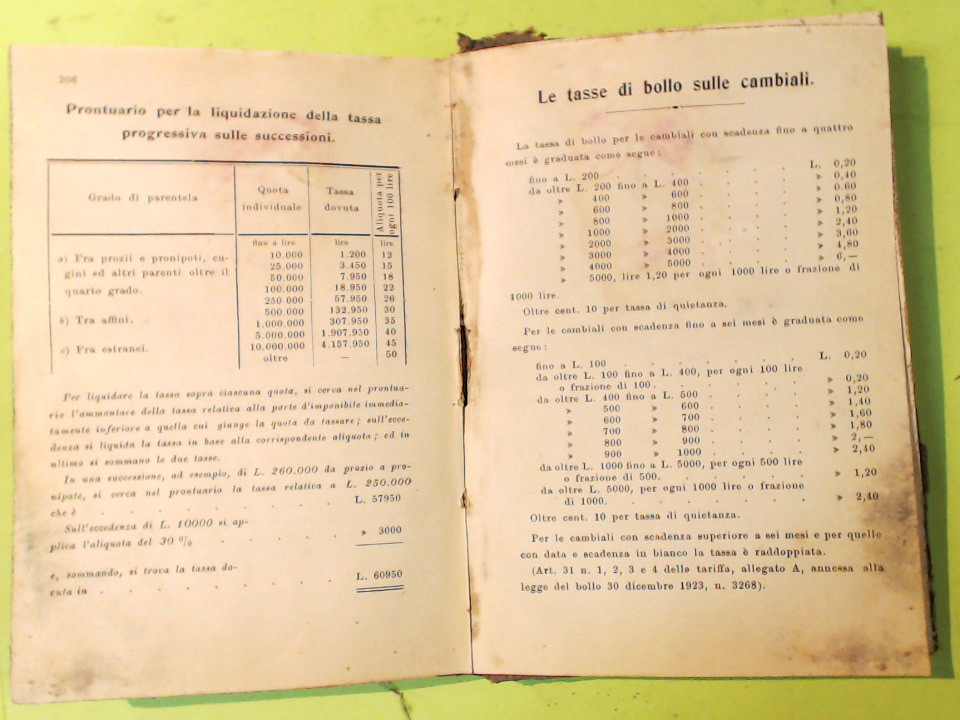 206
Prontuario per la liquidazione della tassa
progressiva sulle successioni.
Grado di parentela
Quota individuale
Tassa dovuta
Aliquota per ogni 100 lire
fino a lire lire lire
a) Fra prozii e pronipoti, cu-
gini ed altri parenti oltre il
quarto grado.
b) Tra affini.
c) Fra estranei.
10.000 1.200 12
25.000 3.450 15
50.000 7.950 18
100.000 18.950 22
250.000 57.950 26
500.000 132.950 30
1.000.000 307.950 35
5.000.000 1.907.950 40
10.000.000 4.157.950 45
oltre — 50
Per liquidare la tassa sopra ciascuna quota, si cerca nel prontua-
rio l'ammontare della tassa relativa alla parte d'imponibile immedia-
tamente inferiore a quella cui giunge la quota da tassare; sull'ecce-
denza si liquida la tassa in base alla corrispondente aliquota; ed in
ultimo si sommano le due tasse.
In una successione, ad esempio, di L. 260.000 da prozio a pro-
nipote, si cerca nel prontuario la tassa relativa a L. 250.000
che è . . . . . . . . . L. 57950
Sull'eccedenza di L. 10000 si ap-
plica l'aliquota del 30 % . . . . . » 3000
e, sommando, si trova la tassa do-
vuta in . . . . . . . . L. 60950
Le tasse di bollo sulle cambiali.
La tassa di bollo per le cambiali con scadenza fino a quattro
mesi è graduata come segue:
fino a L. 200 . . . . . . L. 0,20
da oltre L. 200 fino a L. 400 . . . . » 0,40
» 400 » 600 . . . . » 0.60
» 600 » 800 . . . . » 0,80
» 800 » 1000 . . . . » 1,20
» 1000 » 2000 . . . . » 2,40
» 2000 » 3000 . . . . » 3,60
» 3000 » 4000 . . . . » 4,80
» 4000 » 5000 . . . . » 6,—
» 5000, lire 1,20 per ogni 1000 lire o frazione di
1000 lire.
Oltre cent. 10 per tassa di quietanza.
Per le cambiali con scadenza fino a sei mesi è graduata come
segue:
fino a L. 100 . . . . . . L. 0,20
da oltre L. 100 fino a L. 400, per ogni 100 lire
o frazione di 100. . . . . . » 0,20
da oltre L. 400 fino a L. 500 . . . . » 1,20
» 500 » 600 . . . . » 1,40
» 600 » 700 . . . . » 1,60
» 700 » 800 . . . . » 1,80
» 800 » 900 . . . . » 2,—
» 900 » 1000 . . . . » 2,40
da oltre L. 1000 fino a L. 5000, per ogni 500 lire
o frazione di 500. . . . . . » 1,20
da oltre L. 5000, per ogni 1000 lire o frazione
di 1000. . . . . . . » 2,40
Oltre cent. 10 per tassa di quietanza.
Per le cambiali con scadenza superiore a sei mesi e per quelle
con data e scadenza in bianco la tassa è raddoppiata.
(Art. 31 n. 1, 2, 3 e 4 della tariffa, allegato A, annessa alla
legge del bollo 30 dicembre 1923, n. 3268).